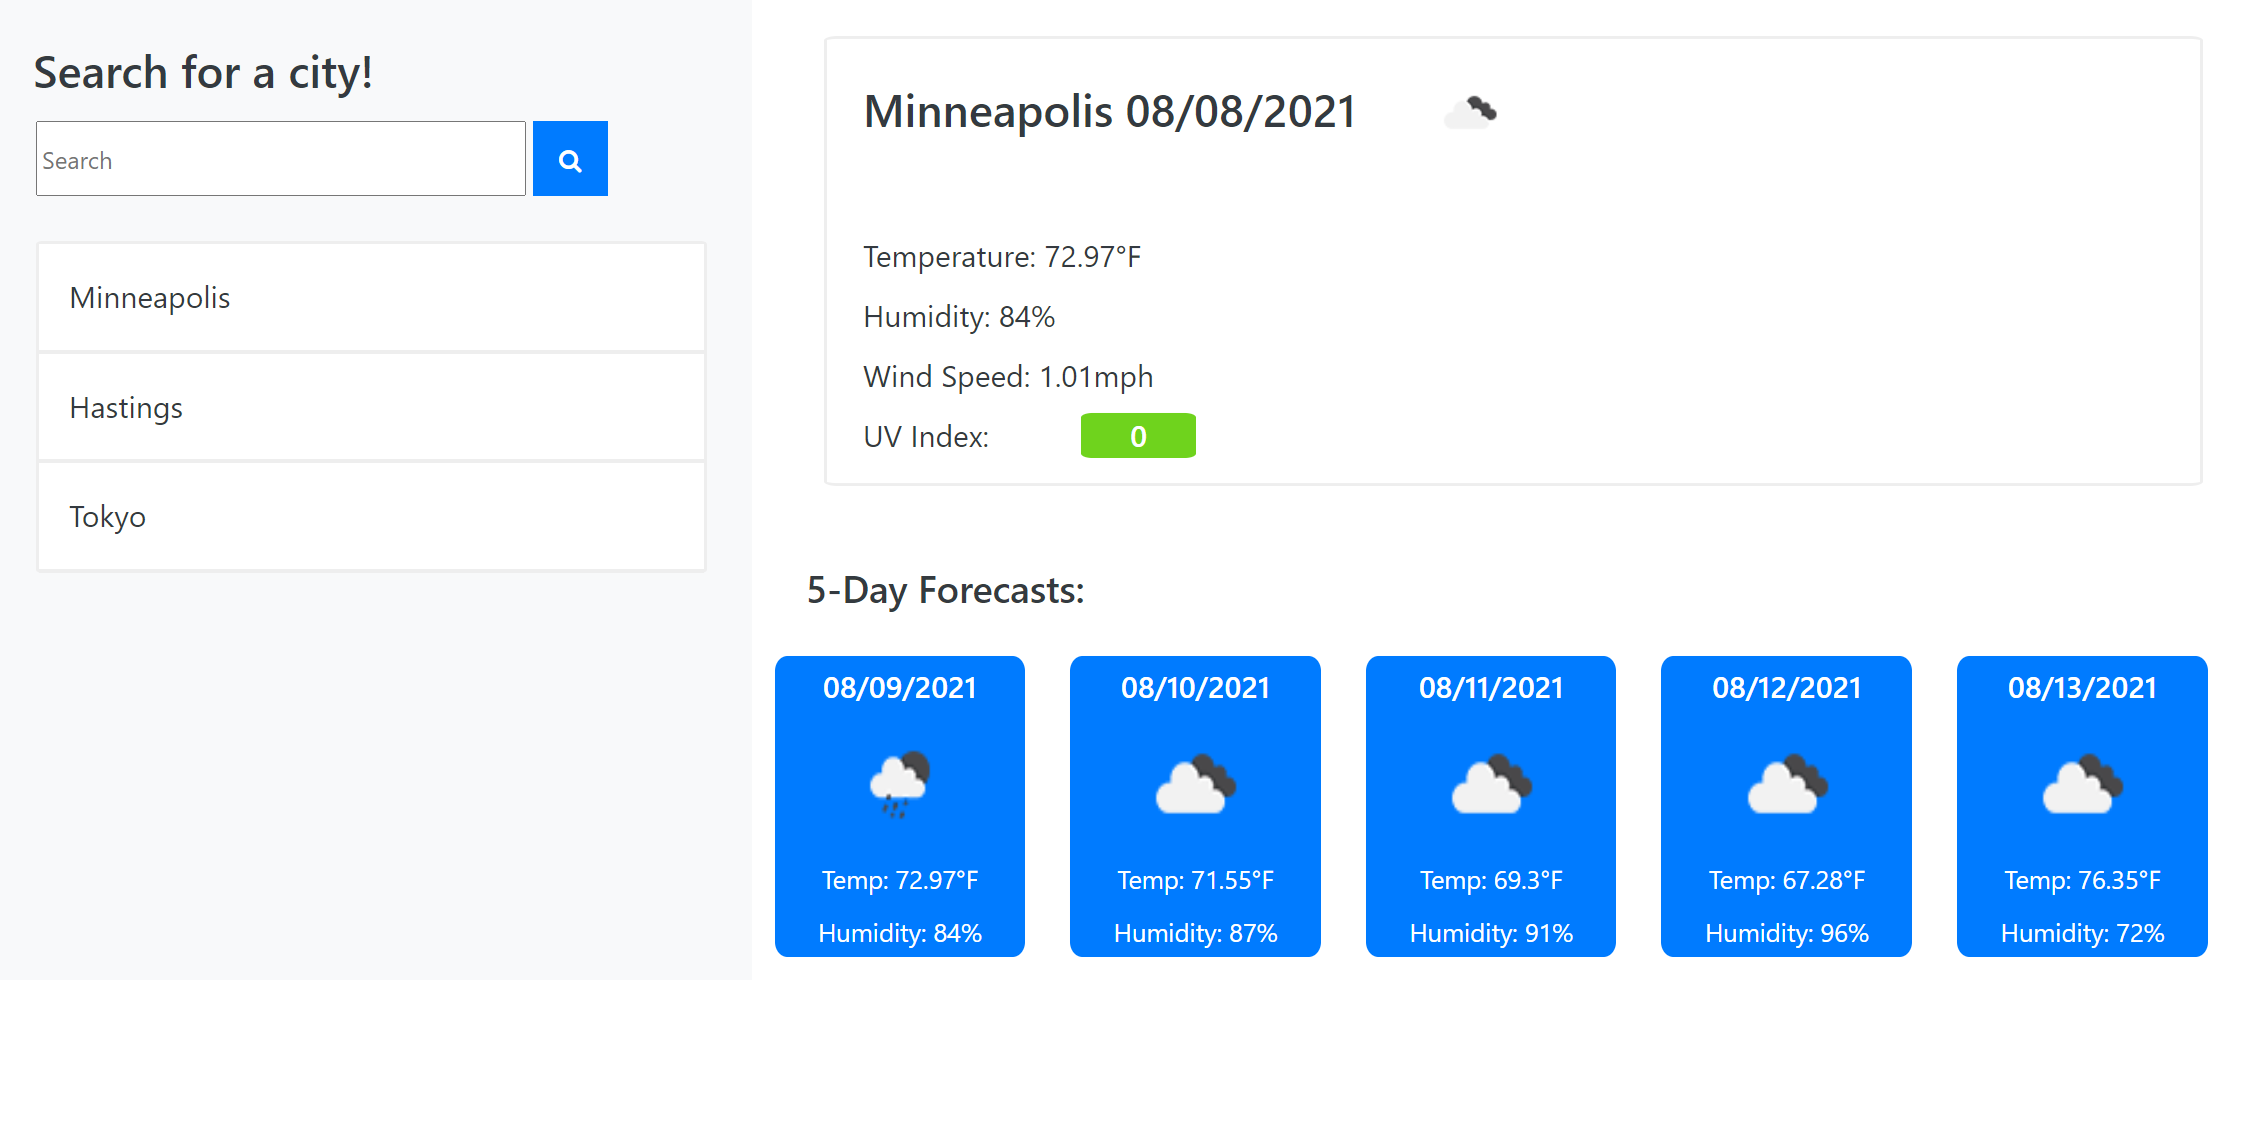 Search for a city!
Search
Minneapolis
Hastings
Tokyo
Minneapolis 08/08/2021
Temperature: 72.97°F
Humidity: 84%
Wind Speed: 1.01mph
UV Index: 0
5-Day Forecasts:
08/09/2021
Temp: 72.97°F
Humidity: 84%
08/10/2021
Temp: 71.55°F
Humidity: 87%
08/11/2021
Temp: 69.3°F
Humidity: 91%
08/12/2021
Temp: 67.28°F
Humidity: 96%
08/13/2021
Temp: 76.35°F
Humidity: 72%